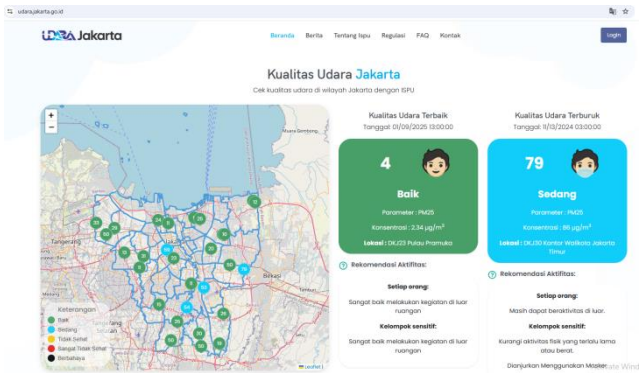 udara.jakarta.go.id
UDARA Jakarta
Beranda Berita Tentang Ispu Regulasi FAQ Kontak
Login
Kualitas Udara Jakarta
Cek kualitas udara di wilayah Jakarta dengan ISPU
+
−
Muara Gembong
Tangerang
Bekasi
Keterangan
Baik
Sedang
Tidak Sehat
Sangat Tidak Sehat
Berbahaya
Leaflet
Kualitas Udara Terbaik
Tanggal: 01/09/2025 13:00:00
4
Baik
Parameter : PM25
Konsentrasi : 2.34 µg/m³
Lokasi : DKJ23 Pulau Pramuka
Rekomendasi Aktifitas:
Setiap orang:
Sangat baik melakukan kegiatan di luar
ruangan
Kelompok sensitif:
Sangat baik melakukan kegiatan di luar
ruangan
Kualitas Udara Terburuk
Tanggal: 11/13/2024 03:00:00
79
Sedang
Parameter : PM25
Konsentrasi : 86 µg/m³
Lokasi : DKJ30 Kantor Walikota Jakarta
Timur
Rekomendasi Aktifitas:
Setiap orang:
Masih dapat beraktivitas di luar.
Kelompok sensitif:
Kurangi aktivitas fisik yang terlalu lama
atau berat.
Dianjurkan Menggunakan Masker